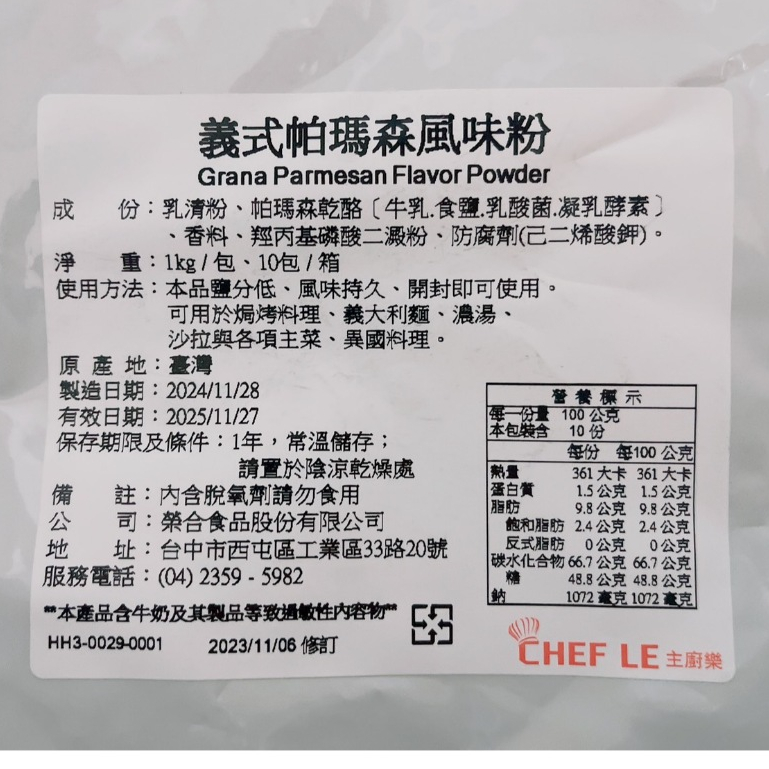 義式帕瑪森風味粉
Grana Parmesan Flavor Powder
成　份：乳清粉、帕瑪森乾酪〔牛乳.食鹽.乳酸菌.凝乳酵素〕
、香料、羥丙基磷酸二澱粉、防腐劑(己二烯酸鉀)。
淨　重：1kg / 包、10包 / 箱
使用方法：本品鹽分低、風味持久、開封即可使用。
可用於焗烤料理、義大利麵、濃湯、
沙拉與各項主菜、異國料理。
原 產 地：臺灣
製造日期：2024/11/28
有效日期：2025/11/27
保存期限及條件：1年，常溫儲存；
請置於陰涼乾燥處
備　註：內含脫氧劑請勿食用
公　司：榮合食品股份有限公司
地　址：台中市西屯區工業區33路20號
服務電話：(04) 2359 - 5982
**本產品含牛奶及其製品等致過敏性內容物**
HH3-0029-0001 2023/11/06 修訂
營 養 標 示
每一份量 100 公克
本包裝含 10 份
每份 每100 公克
熱量 361 大卡 361 大卡
蛋白質 1.5 公克 1.5 公克
脂肪 9.8 公克 9.8 公克
飽和脂肪 2.4 公克 2.4 公克
反式脂肪 0 公克 0 公克
碳水化合物 66.7 公克 66.7 公克
糖 48.8 公克 48.8 公克
鈉 1072 毫克 1072 毫克
CHEF LE 主廚樂